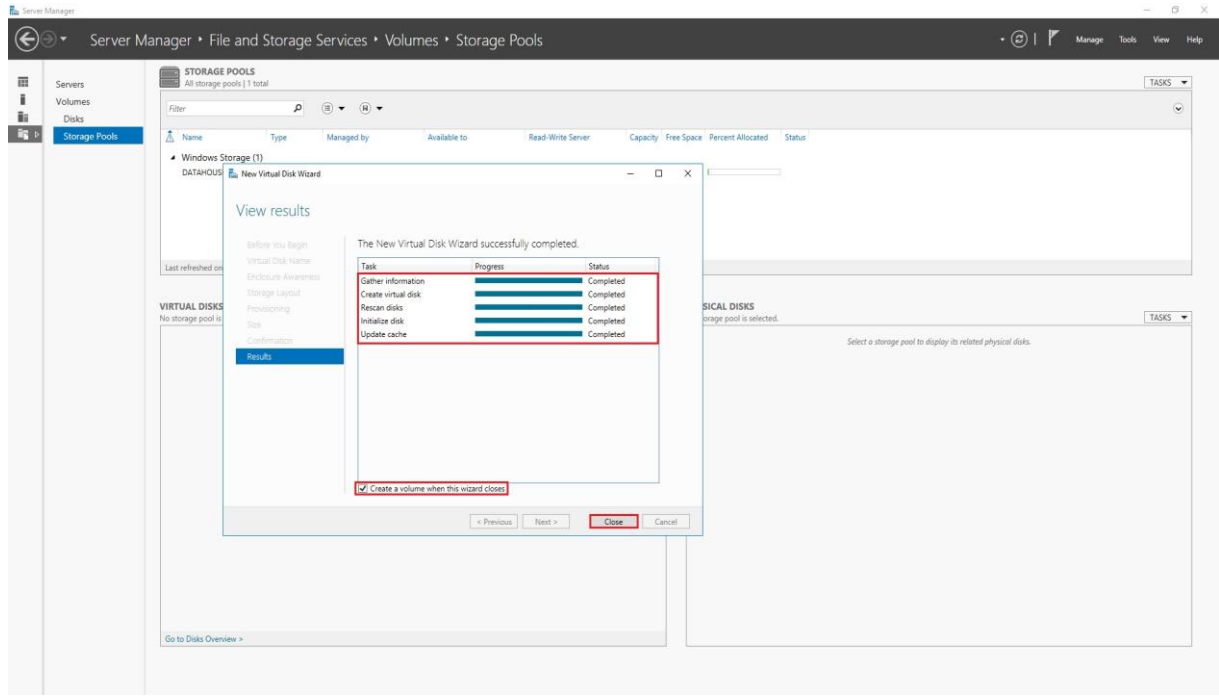 Server Manager
Server Manager • File and Storage Services • Volumes • Storage Pools
Manage Tools View Help
Servers
Volumes
Disks
Storage Pools
STORAGE POOLS
All storage pools | 1 total
TASKS
Filter
Name Type Managed by Available to Read-Write Server Capacity Free Space Percent Allocated Status
Windows Storage (1)
DATAHOUS
Last refreshed on
New Virtual Disk Wizard
View results
Before You Begin
Virtual Disk Name
Enclosure Awareness
Storage Layout
Provisioning
Size
Confirmation
Results
The New Virtual Disk Wizard successfully completed.
Task Progress Status
Gather information Completed
Create virtual disk Completed
Rescan disks Completed
Initialize disk Completed
Update cache Completed
Create a volume when this wizard closes
< Previous Next > Close Cancel
VIRTUAL DISKS
No storage pool is
Go to Disks Overview >
SICAL DISKS
orage pool is selected.
TASKS
Select a storage pool to display its related physical disks.